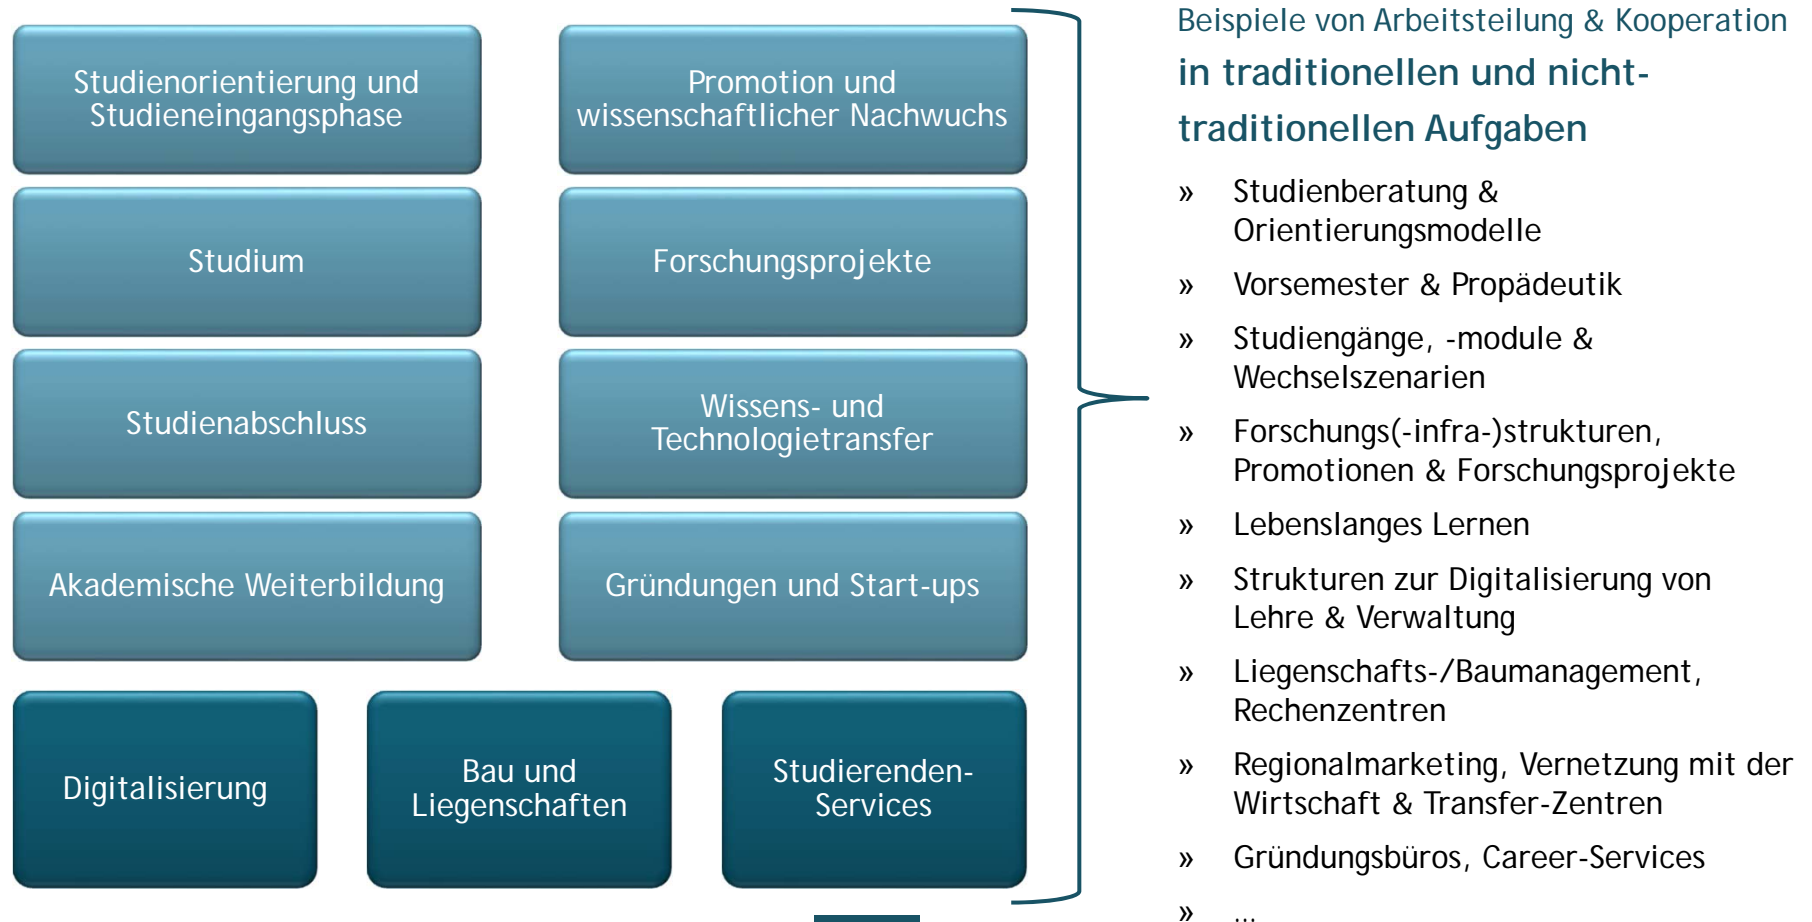 Studienorientierung und
Studieneingangsphase
Promotion und
wissenschaftlicher Nachwuchs
Studium
Forschungsprojekte
Studienabschluss
Wissens- und
Technologietransfer
Akademische Weiterbildung
Gründungen und Start-ups
Digitalisierung
Bau und
Liegenschaften
Studierenden-
Services
Beispiele von Arbeitsteilung & Kooperation
in traditionellen und nicht-
traditionellen Aufgaben
» Studienberatung &
Orientierungsmodelle
» Vorsemester & Propädeutik
» Studiengänge, -module &
Wechselszenarien
» Forschungs(-infra-)strukturen,
Promotionen & Forschungsprojekte
» Lebenslanges Lernen
» Strukturen zur Digitalisierung von
Lehre & Verwaltung
» Liegenschafts-/Baumanagement,
Rechenzentren
» Regionalmarketing, Vernetzung mit der
Wirtschaft & Transfer-Zentren
» Gründungsbüros, Career-Services
» ...